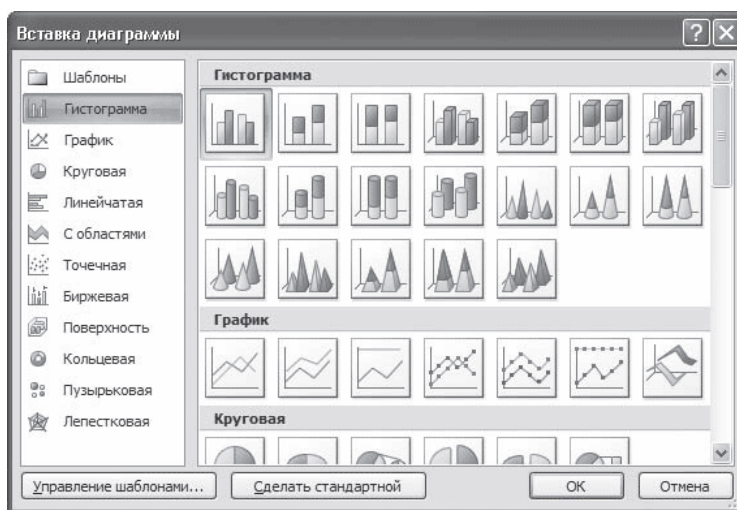 Вставка диаграммы
Шаблоны
Гистограмма
График
Круговая
Линейчатая
С областями
Точечная
Биржевая
Поверхность
Кольцевая
Пузырьковая
Лепестковая
Гистограмма
График
Круговая
Управление шаблонами...
Сделать стандартной
ОК
Отмена